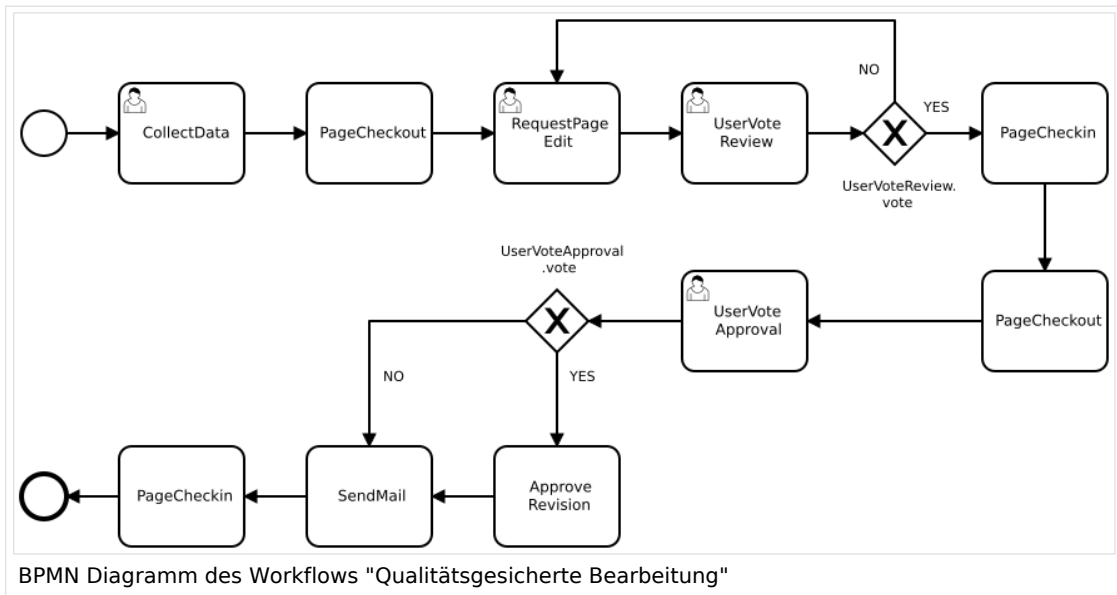 NO
YES
CollectData
PageCheckout
RequestPage
Edit
UserVote
Review
PageCheckin
UserVoteReview.
vote
UserVoteApproval
.vote
UserVote
Approval
PageCheckout
NO
YES
PageCheckin
SendMail
Approve
Revision
BPMN Diagramm des Workflows "Qualitätsgesicherte Bearbeitung"